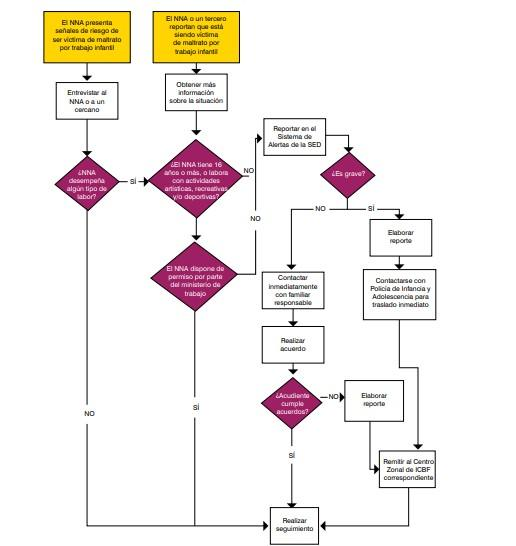 El NNA presenta
señales de riesgo de
ser víctima de maltrato
por trabajo infantil
El NNA o un tercero
reportan que está
siendo víctima
de maltrato por
trabajo infantil
Entrevistar al
NNA o a un
cercano
Obtener más
información
sobre la situación
¿NNA
desempeña
algún tipo de
labor?
SÍ
¿El NNA tiene 16
años o más, o labora
con actividades
artísticas, recreativas
y/o deportivas?
NO
Reportar en el
Sistema de
Alertas de la SED
¿Es grave?
NO
NO
SÍ
Elaborar
reporte
El NNA dispone de
permiso por parte
del ministerio de
trabajo
Contactar
inmediatamente
con familiar
responsable
Contactarse con
Policía de Infancia y
Adolescencia para
traslado inmediato
Realizar
acuerdo
¿Acudiente
cumple
acuerdos?
NO
Elaborar
reporte
NO
SÍ
SÍ
Remitir al Centro
Zonal de ICBF
correspondiente
Realizar
seguimiento